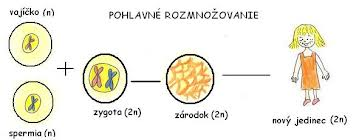 vajíčko (n)
POHLAVNÉ ROZMNOŽOVANIE
zygota (2n)
zárodok (2n)
nový jedinec (2n)
spermia (n)